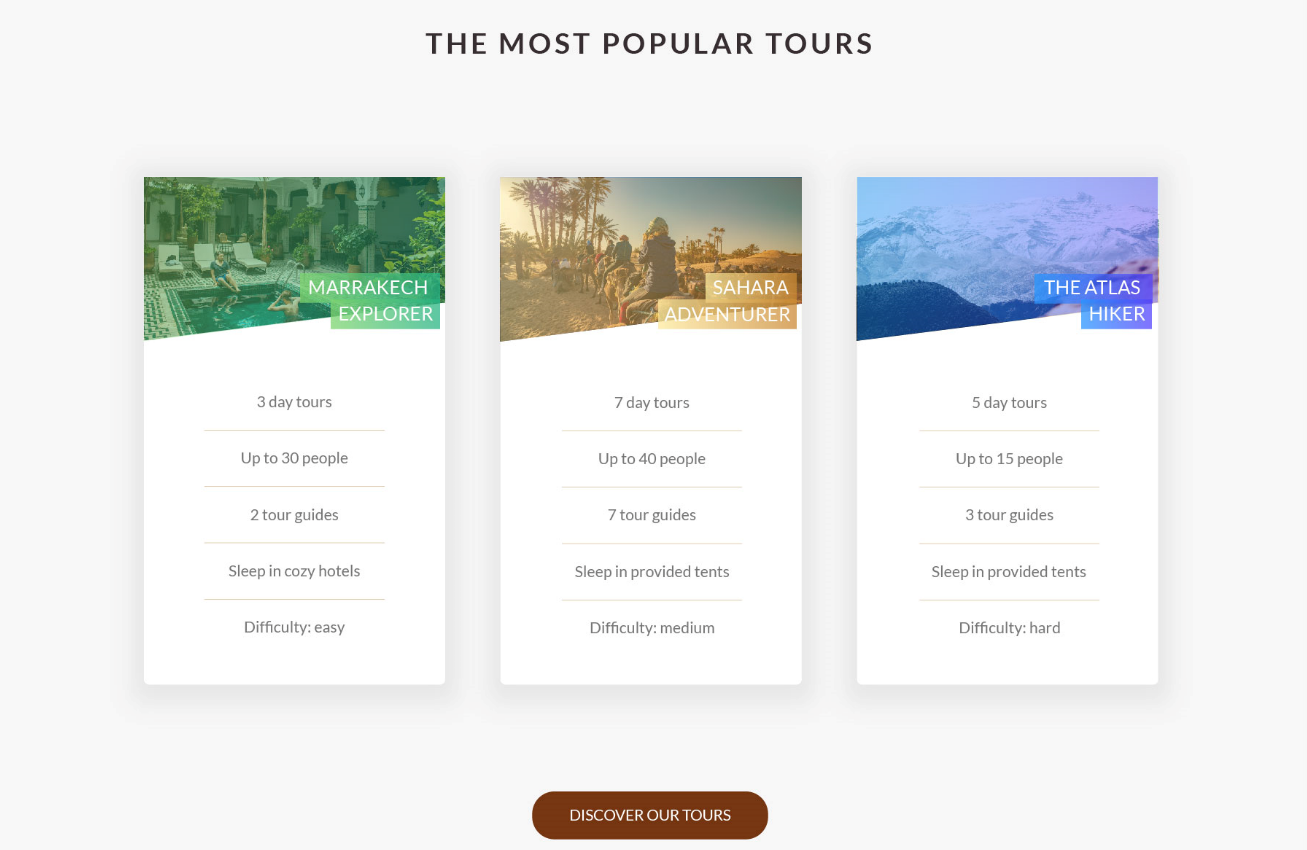 THE MOST POPULAR TOURS
MARRAKECH
EXPLORER
3 day tours
Up to 30 people
2 tour guides
Sleep in cozy hotels
Difficulty: easy
SAHARA
ADVENTURER
7 day tours
Up to 40 people
7 tour guides
Sleep in provided tents
Difficulty: medium
THE ATLAS
HIKER
5 day tours
Up to 15 people
3 tour guides
Sleep in provided tents
Difficulty: hard
DISCOVER OUR TOURS